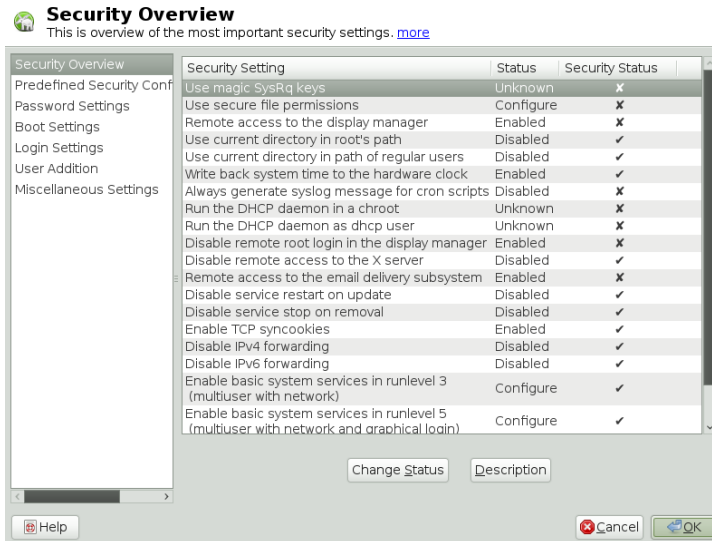 Security Overview
This is overview of the most important security settings. more
Security Overview
Predefined Security Conf
Password Settings
Boot Settings
Login Settings
User Addition
Miscellaneous Settings
Security Setting Status Security Status
Use magic SysRq keys Unknown ✘
Use secure file permissions Configure ✘
Remote access to the display manager Enabled ✘
Use current directory in root's path Disabled ✔
Use current directory in path of regular users Disabled ✔
Write back system time to the hardware clock Enabled ✔
Always generate syslog message for cron scripts Disabled ✘
Run the DHCP daemon in a chroot Unknown ✘
Run the DHCP daemon as dhcp user Unknown ✘
Disable remote root login in the display manager Enabled ✘
Disable remote access to the X server Disabled ✔
Remote access to the email delivery subsystem Enabled ✘
Disable service restart on update Disabled ✔
Disable service stop on removal Disabled ✔
Enable TCP syncookies Enabled ✔
Disable IPv4 forwarding Disabled ✔
Disable IPv6 forwarding Disabled ✔
Enable basic system services in runlevel 3
(multiuser with network) Configure ✔
Enable basic system services in runlevel 5
(multiuser with network and graphical login) Configure ✔
Change Status Description
Help Cancel OK